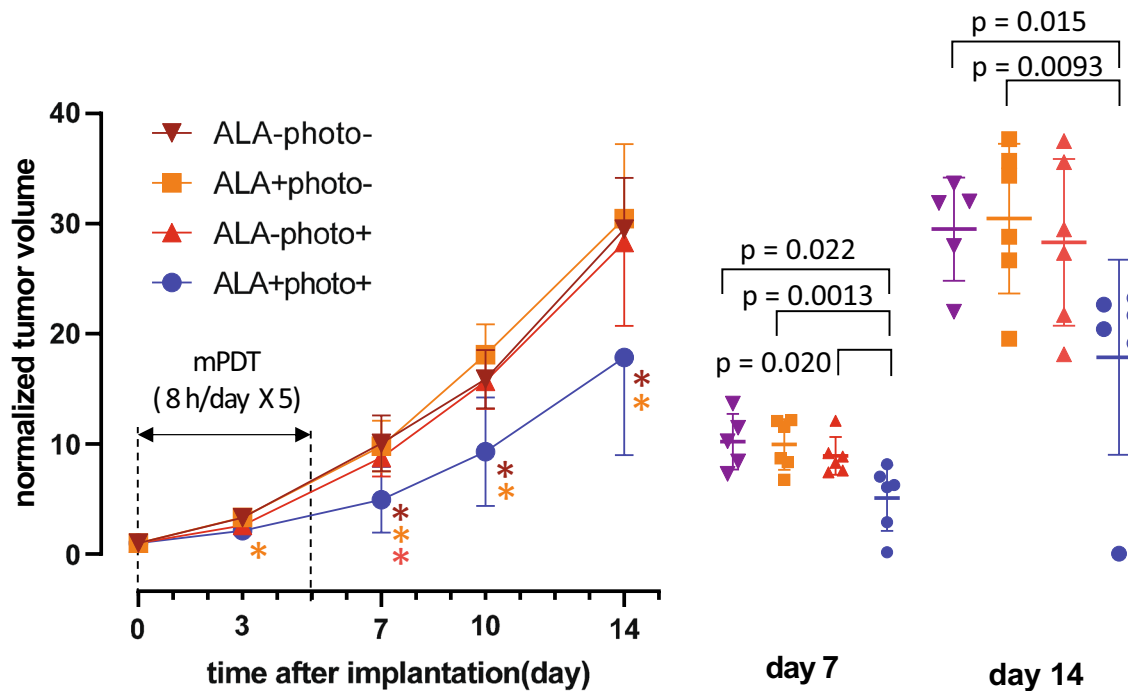 p = 0.015
p = 0.0093
40
ALA-photo-
ALA+photo-
ALA-photo+
ALA+photo+
30
normalized tumor volume
p = 0.022
p = 0.0013
20
mPDT
( 8 h/day X 5)
p = 0.020
10
*
*
*
*
*
*
*
*
0
0
3
7
10
14
time after implantation(day)
day 7
day 14